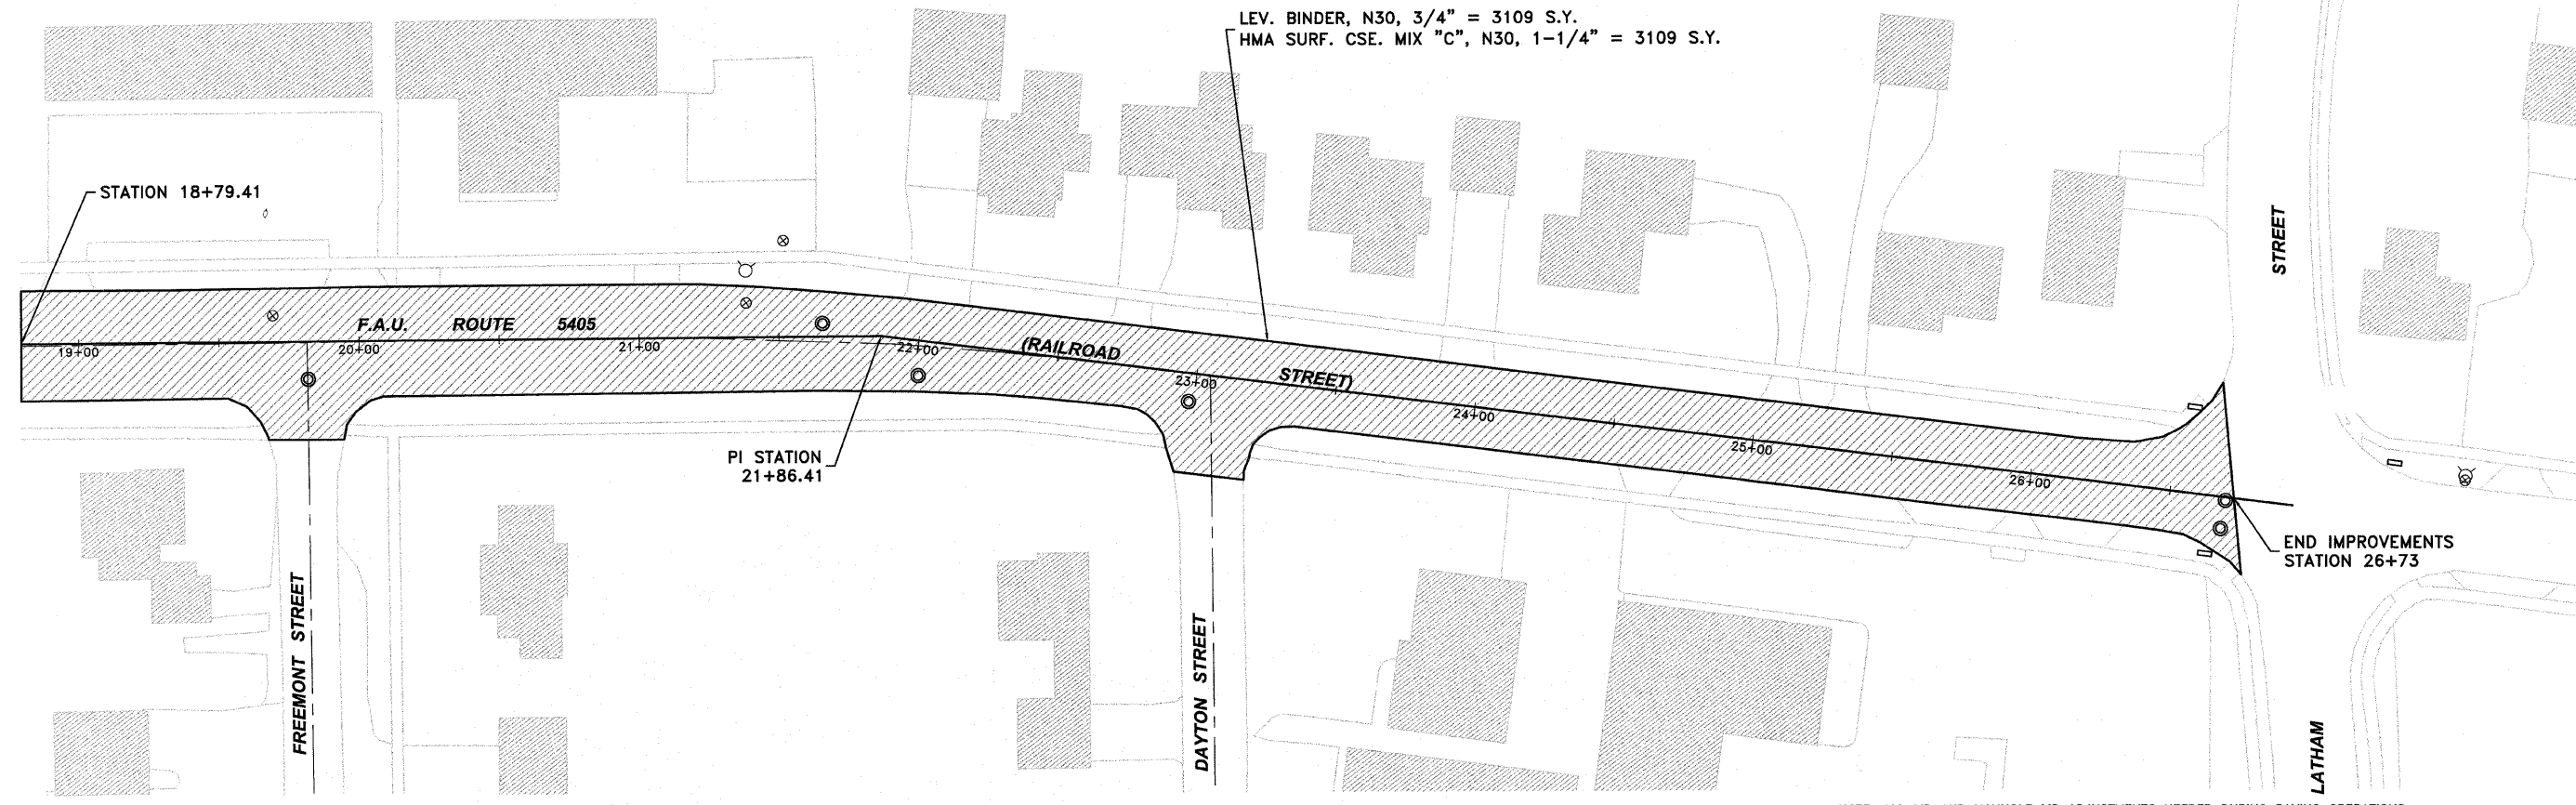 LEV. BINDER, N30, 3/4" = 3109 S.Y.
HMA SURF. CSE. MIX "C", N30, 1-1/4" = 3109 S.Y.
STATION 18+79.41
STREET
F.A.U. ROUTE 5405
19+00
20+00
21+00
22+00
(RAILROAD
STREET)
23+00
24+00
25+00
26+00
PI STATION
21+86.41
END IMPROVEMENTS
STATION 26+73
FREEMONT STREET
DAYTON STREET
LATHAM